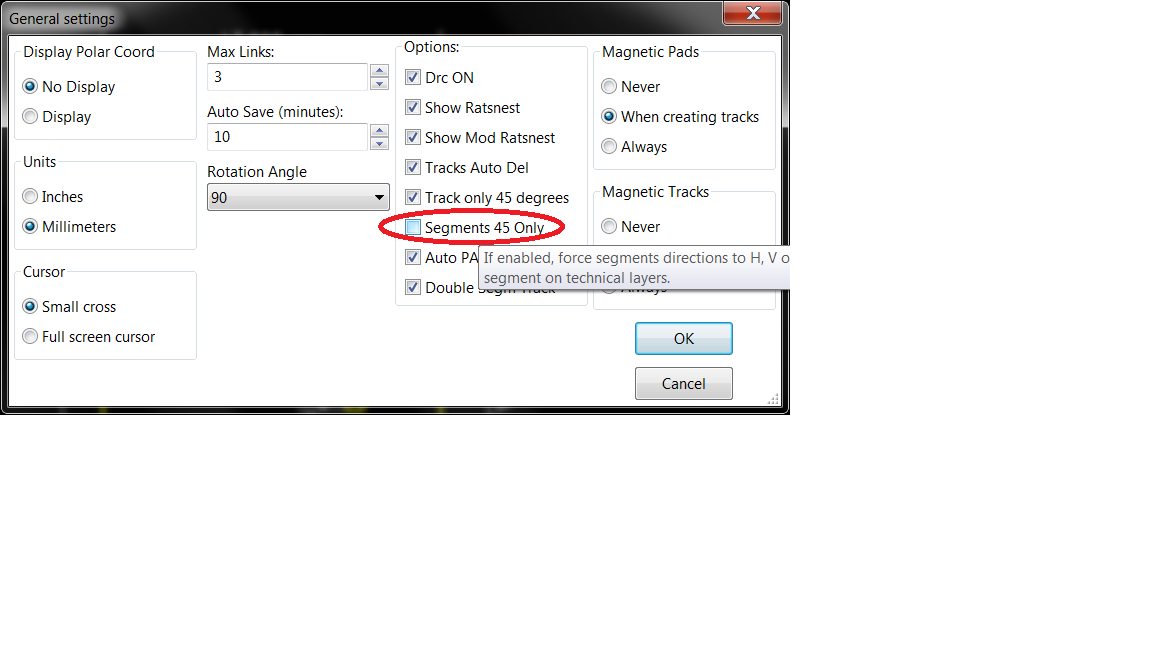 General settings
Display Polar Coord
No Display
Display
Units
Inches
Millimeters
Cursor
Small cross
Full screen cursor
Max Links:
3
Auto Save (minutes):
10
Rotation Angle
90
Options:
Drc ON
Show Ratsnest
Show Mod Ratsnest
Tracks Auto Del
Track only 45 degrees
Segments 45 Only
Auto PA
Double Segm Track
If enabled, force segments directions to H, V o
segment on technical layers.
Magnetic Pads
Never
When creating tracks
Always
Magnetic Tracks
Never
Always
OK
Cancel